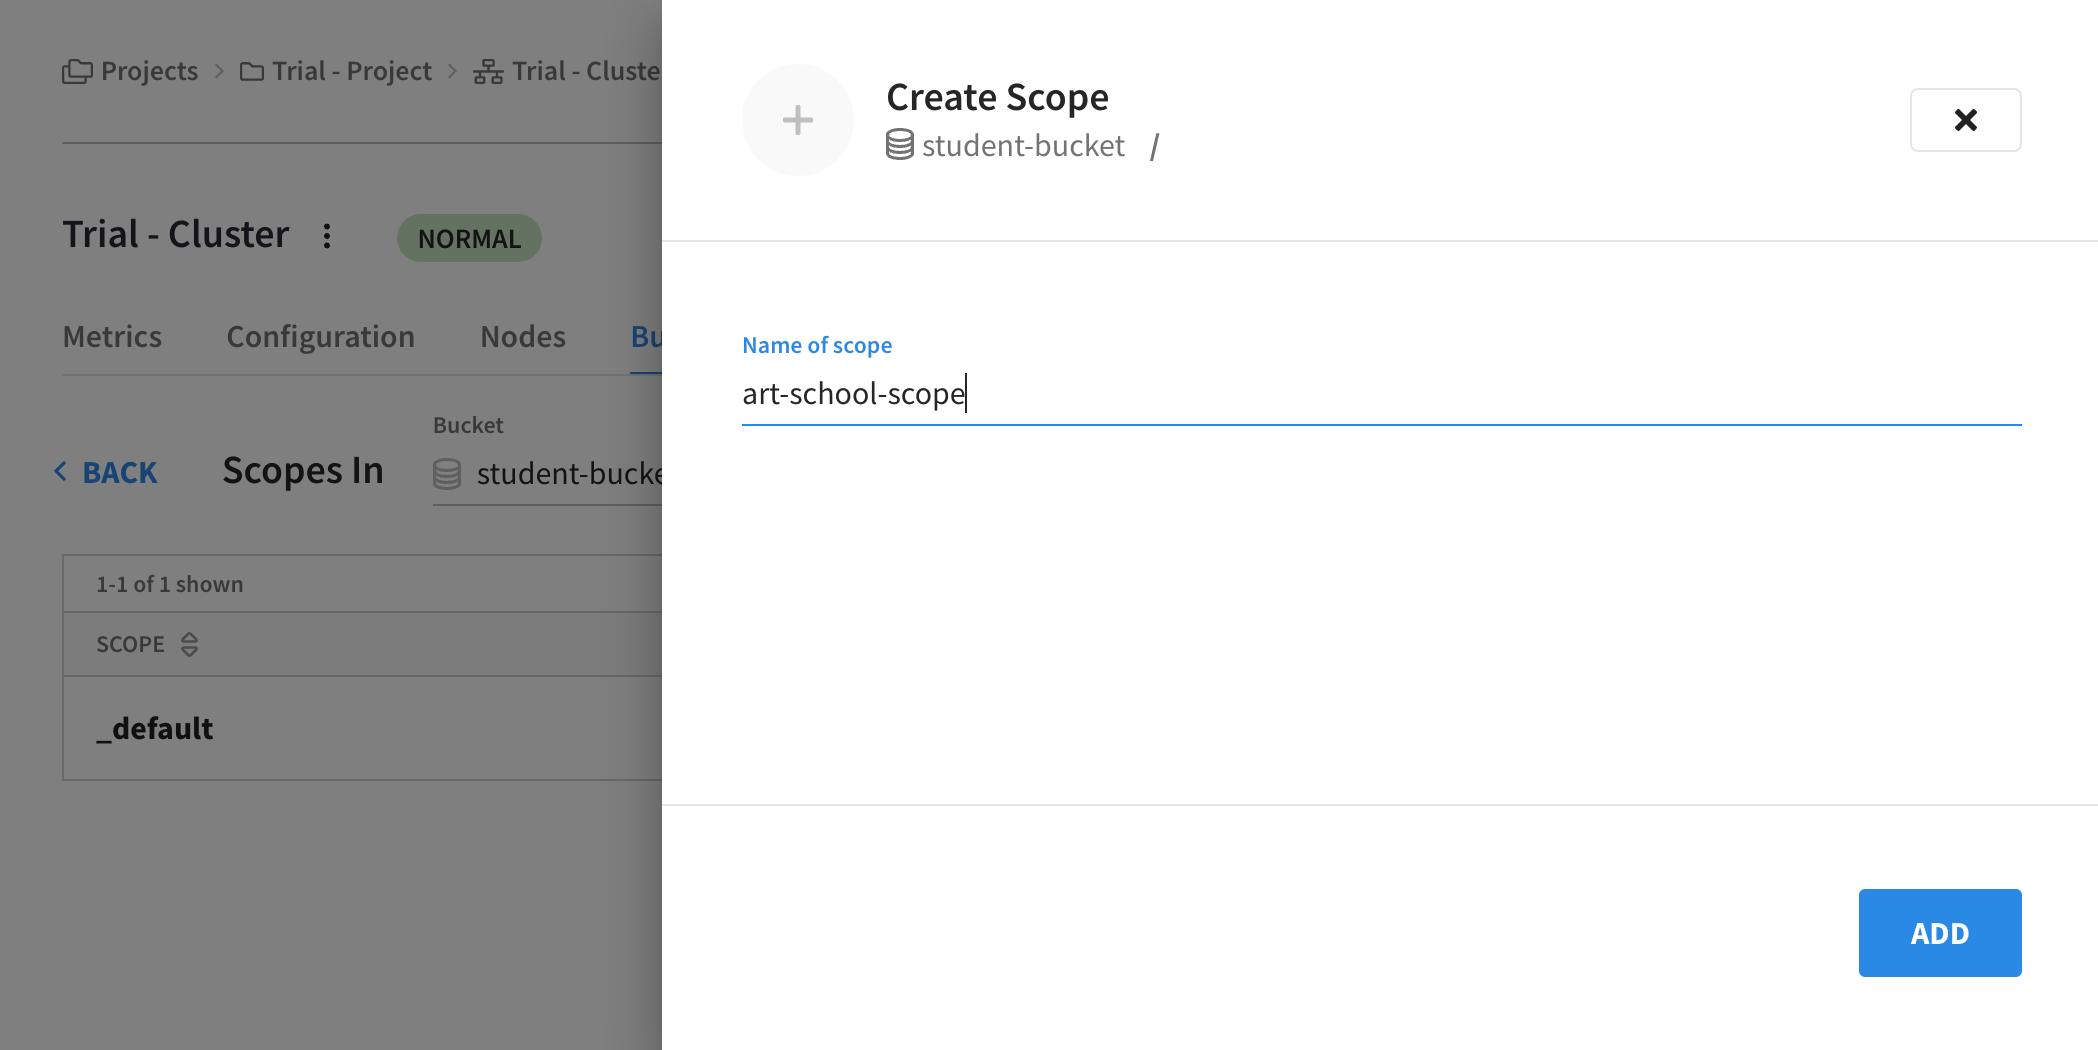 Projects > Trial - Project > Trial - Cluste
Trial - Cluster NORMAL
Metrics Configuration Nodes Bu
BACK Scopes In
Bucket
student-bucke
1-1 of 1 shown
SCOPE
_default
Create Scope
student-bucket /
Name of scope
art-school-scope
ADD